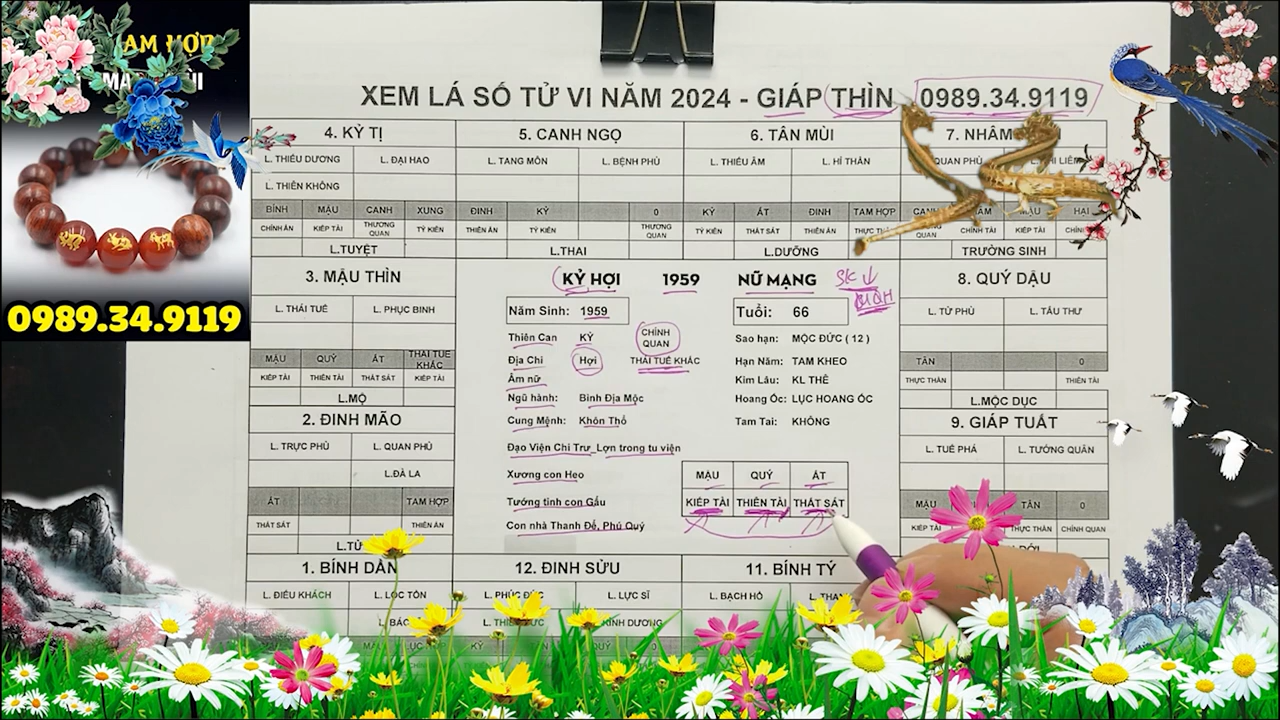 XEM LÁ SỐ TỬ VI NĂM 2024 - GIÁP THÌN 0989.34.9119
0989.34.9119
4. KỶ TỊ
L. THIẾU DƯƠNG L. ĐẠI HAO
L. THIÊN KHÔNG
BÍNH MẬU CANH XUNG
CHÍNH ẤN KIẾP TÀI THƯƠNG QUAN TỶ KIÊN
L.TUYỆT
5. CANH NGỌ
L. TANG MÔN L. BỆNH PHÙ
ĐINH KỶ 0
THIÊN ẤN TỶ KIÊN THƯƠNG QUAN
L.THAI
6. TÂN MÙI
L. THIẾU ÂM L. HỈ THẦN
KỶ ẤT ĐINH TAM HỢP
TỶ KIÊN THẤT SÁT THIÊN ẤN
L.DƯỠNG
7. NHÂM
QUAN PHÙ
TRƯỜNG SINH
3. MẬU THÌN
L. THÁI TUẾ L. PHỤC BINH
MẬU QUÝ ẤT THÁI TUẾ KHẮC
KIẾP TÀI THIÊN TÀI THẤT SÁT KIẾP TÀI
L.MỘ
KỶ HỢI 1959 NỮ MẠNG SK ↓
Năm Sinh: 1959 Tuổi: 66
Thiên Can KỶ CHÍNH QUAN Sao hạn: MỘC ĐỨC ( 12 )
Địa Chi Hợi THÁI TUẾ KHẮC Hạn Năm: TAM KHEO
Âm nữ Kim Lâu: KL THÊ
Ngũ hành: Bình Địa Mộc Hoang Ốc: LỤC HOANG ỐC
Cung Mệnh: Khôn Thổ Tam Tai: KHÔNG
Đạo Viện Chi Trư_Lợn trong tu viện
Xương con Heo MẬU QUÝ ẤT
Tướng tinh con Gấu KIẾP TÀI THIÊN TÀI THẤT SÁT
Con nhà Thanh Đế, Phú Quý
8. QUÝ DẬU
L. TỬ PHÙ L. TẤU THƯ
TÂN 0
THỰC THẦN THIÊN TÀI
L.MỘC DỤC
2. ĐINH MÃO
L. TRỰC PHÙ L. QUAN PHỦ
L.ĐÀ LA
ẤT TAM HỢP
THẤT SÁT THIÊN ẤN
9. GIÁP TUẤT
L. TUẾ PHÁ L. TƯỚNG QUÂN
MẬU TÂN 0
KIẾP TÀI THỰC THẦN CHÍNH QUAN
1. BÍNH DẦN
L. ĐIẾU KHÁCH L. LỘC TỒN
12. ĐINH SỬU
L. PHÚC ĐỨC L. LỰC SĨ
11. BÍNH TÝ
L. BẠCH HỔ